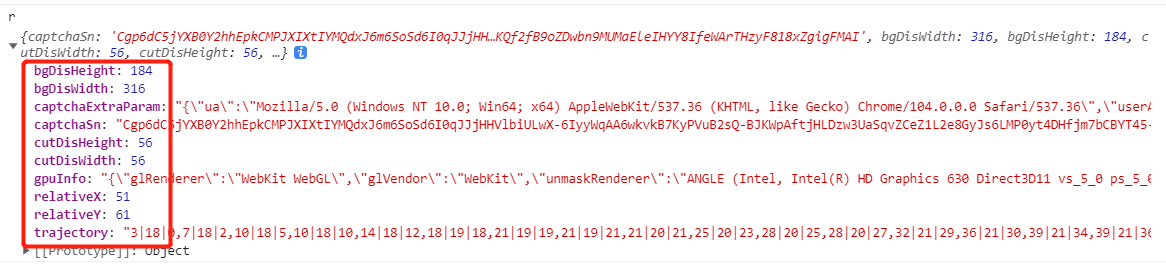 r
{captchaSn: 'Cgp6dC5jYXB0Y2hhEpkCMPJXIXtIYMQdxJ6m6SoSd6I0qJJjHH…KQf2fB9oZDwbn9MUMaEleIHYY8IfeWArTHzyF818xZgigFMAI', bgDisWidth: 316, bgDisHeight: 184, c
utDisWidth: 56, cutDisHeight: 56, …}
bgDisHeight: 184
bgDisWidth: 316
captchaExtraParam: "{\"ua\":\"Mozilla/5.0 (Windows NT 10.0; Win64; x64) AppleWebKit/537.36 (KHTML, like Gecko) Chrome/104.0.0.0 Safari/537.36\",\"userA
captchaSn: "Cgp6dC5jYXB0Y2hhEpkCMPJXIXtIYMQdxJ6m6SoSd6I0qJJjHHVlbiULwX-6IyyWqAA6wkvkB7KyPVuB2sQ-BJKWpAftjHLDzw3UaSqvZCeZ1L2e8GyJs6LMP0yt4DHfjm7bCBYT45-
cutDisHeight: 56
cutDisWidth: 56
gpuInfo: "{\"glRenderer\":\"WebKit WebGL\",\"glVendor\":\"WebKit\",\"unmaskRenderer\":\"ANGLE (Intel, Intel(R) HD Graphics 630 Direct3D11 vs_5_0 ps_5_0
relativeX: 51
relativeY: 61
trajectory: "3|18|0,7|18|2,10|18|5,10|18|10,14|18|12,18|19|18,21|19|19,21|19|21,21|20|21,25|20|23,28|20|25,28|20|27,32|21|29,36|21|30,39|21|34,39|21|36
[[Prototype]]: Object